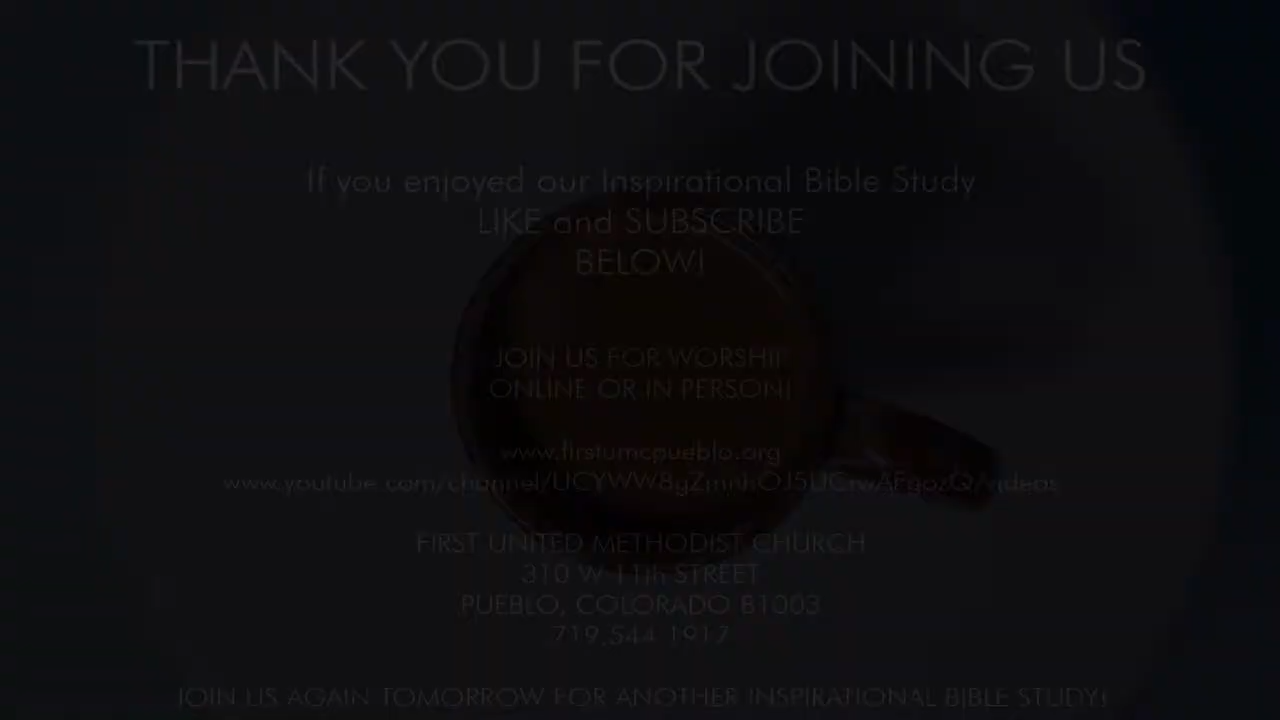 THANK YOU FOR JOINING US
If you enjoyed our Inspirational Bible Study
LIKE and SUBSCRIBE
BELOW!
JOIN US FOR WORSHIP
ONLINE OR IN PERSON!
www.firstumcpueblo.org
FIRST UNITED METHODIST CHURCH
310 W 11th STREET
PUEBLO, COLORADO 81003
719.544.1917
JOIN US AGAIN TOMORROW FOR ANOTHER INSPIRATIONAL BIBLE STUDY!